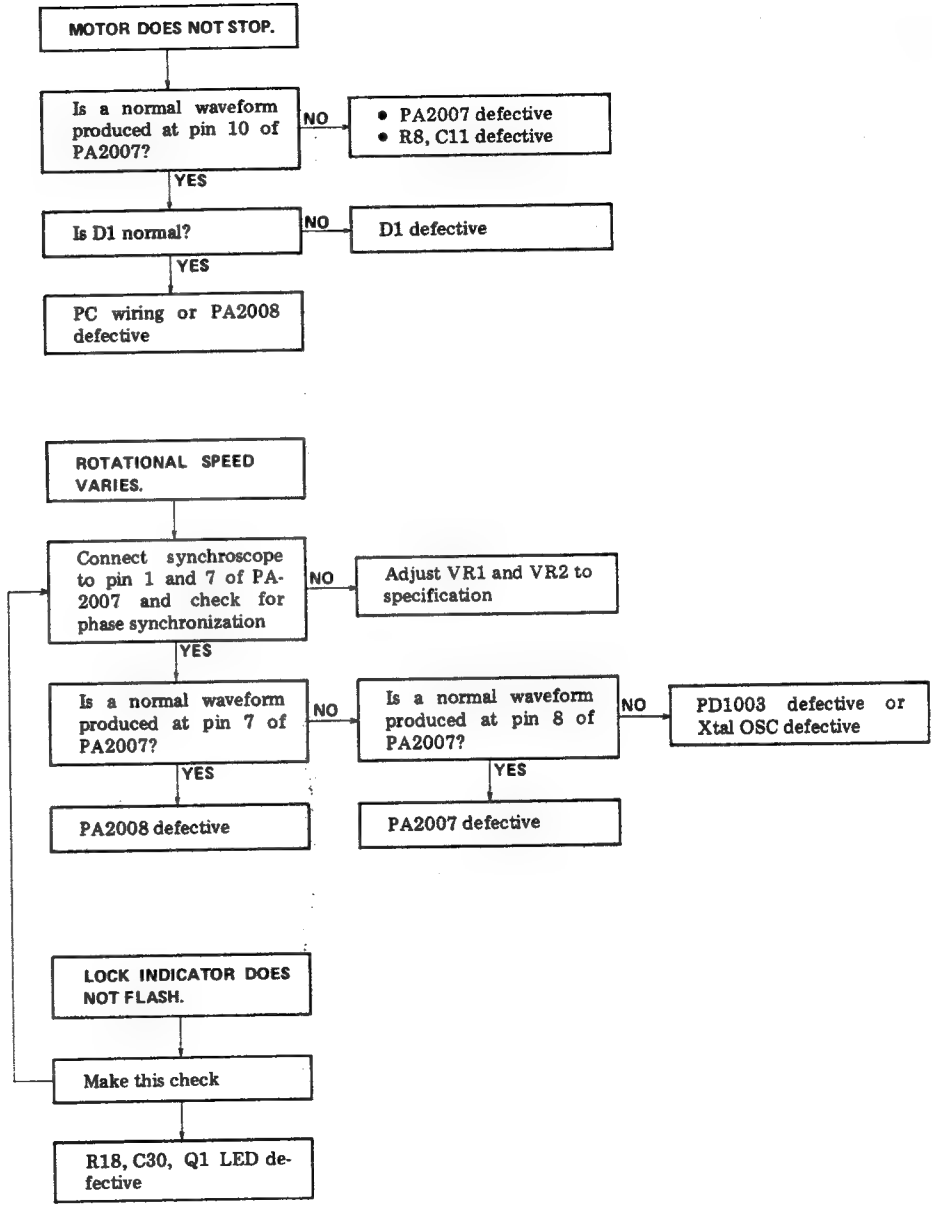 MOTOR DOES NOT STOP.
Is a normal waveform
produced at pin 10 of
PA2007?
NO
• PA2007 defective
• R8, C11 defective
YES
Is D1 normal?
NO
D1 defective
YES
PC wiring or PA2008
defective
ROTATIONAL SPEED
VARIES.
Connect synchroscope
to pin 1 and 7 of PA-
2007 and check for
phase synchronization
NO
Adjust VR1 and VR2 to
specification
YES
Is a normal waveform
produced at pin 7 of
PA2007?
NO
Is a normal waveform
produced at pin 8 of
PA2007?
NO
PD1003 defective or
Xtal OSC defective
YES
PA2008 defective
YES
PA2007 defective
LOCK INDICATOR DOES
NOT FLASH.
Make this check
R18, C30, Q1 LED de-
fective